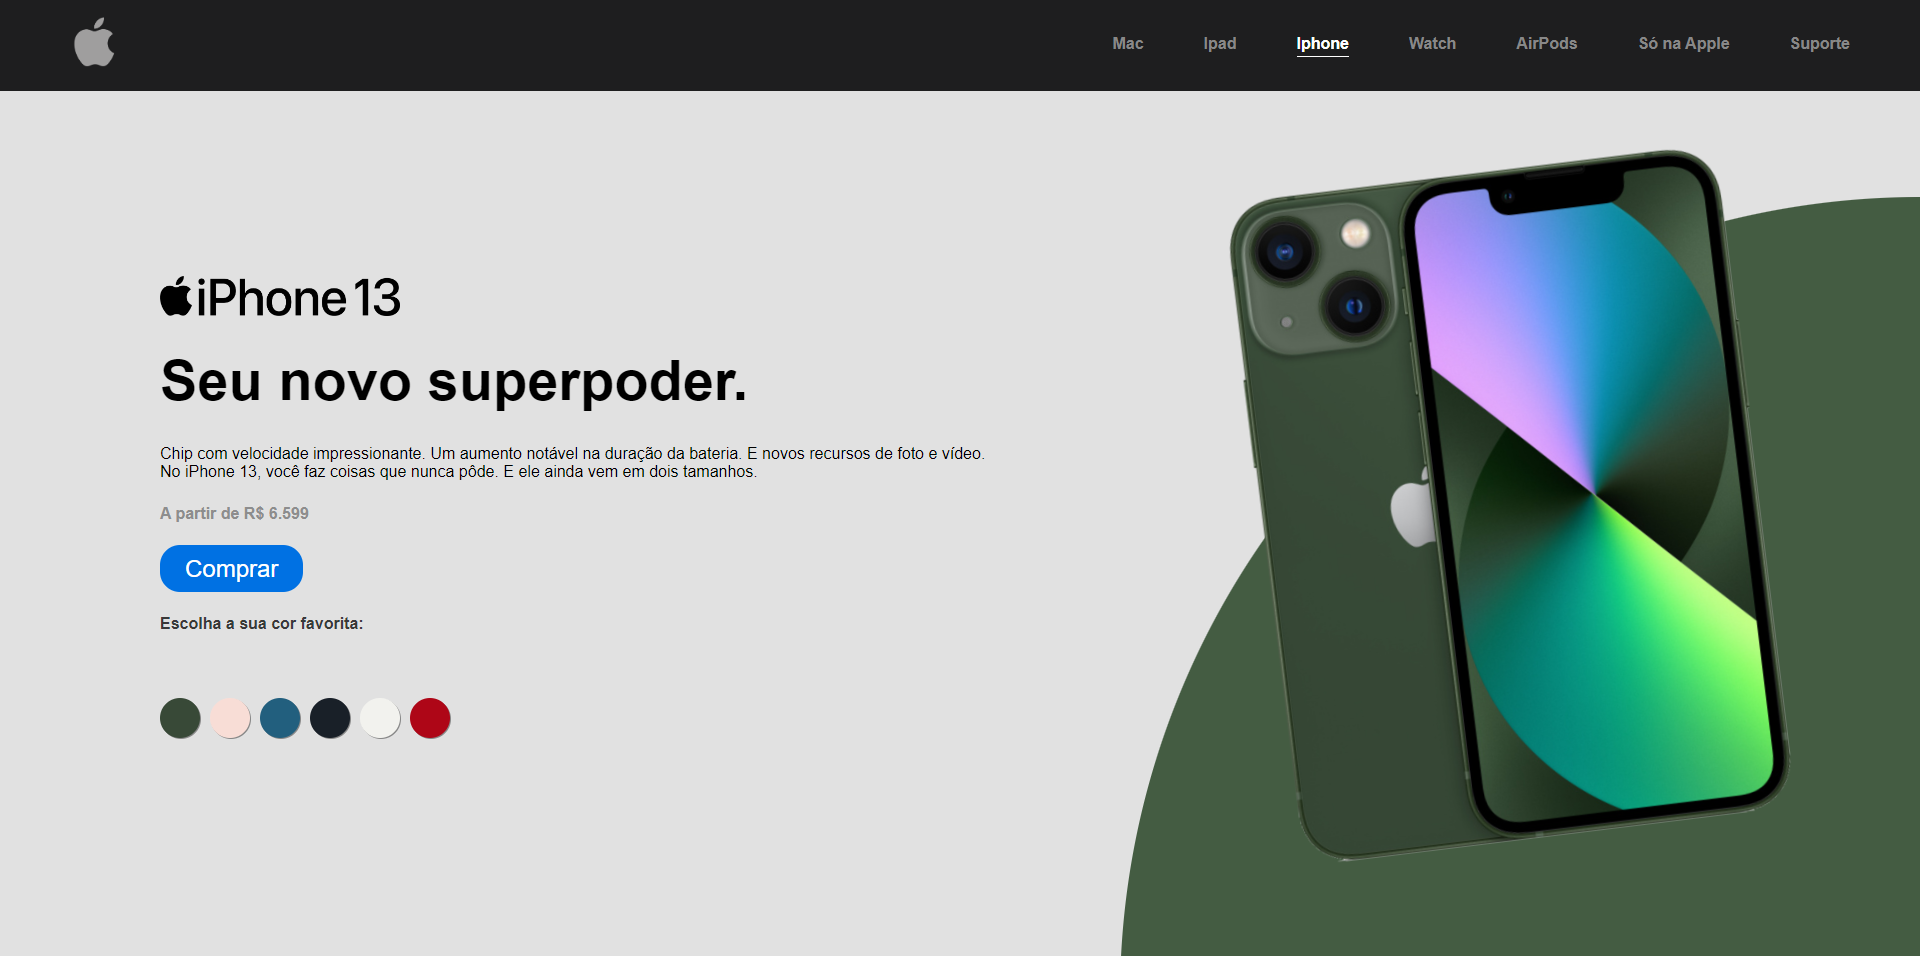 Mac
Ipad
Iphone
Watch
AirPods
Só na Apple
Suporte
iPhone 13
Seu novo superpoder.
Chip com velocidade impressionante. Um aumento notável na duração da bateria. E novos recursos de foto e vídeo.
No iPhone 13, você faz coisas que nunca pôde. E ele ainda vem em dois tamanhos.
A partir de R$ 6.599
Comprar
Escolha a sua cor favorita: